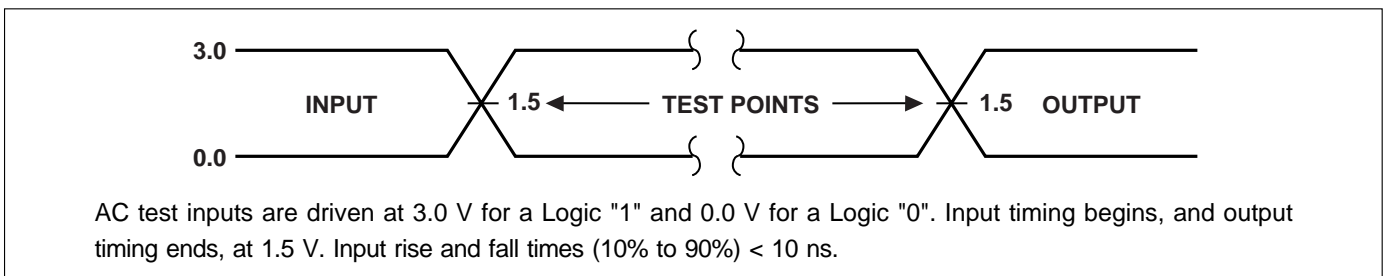 3.0
INPUT 1.5 TEST POINTS 1.5 OUTPUT
0.0
AC test inputs are driven at 3.0 V for a Logic "1" and 0.0 V for a Logic "0". Input timing begins, and output
timing ends, at 1.5 V. Input rise and fall times (10% to 90%) < 10 ns.